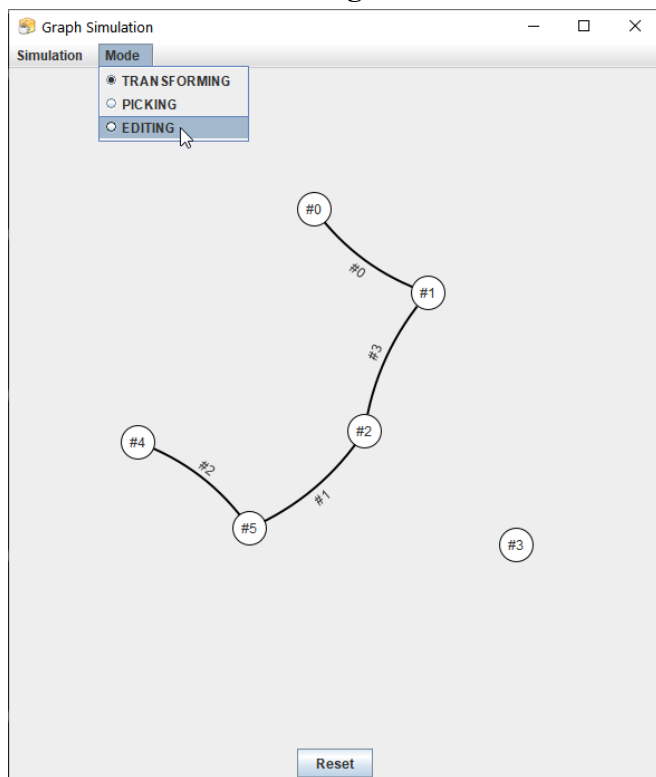 Graph Simulation
Simulation Mode
TRANSFORMING
PICKING
EDITING
#0
#0
#1
#3
#2
#4
#2
#1
#5
#3
Reset